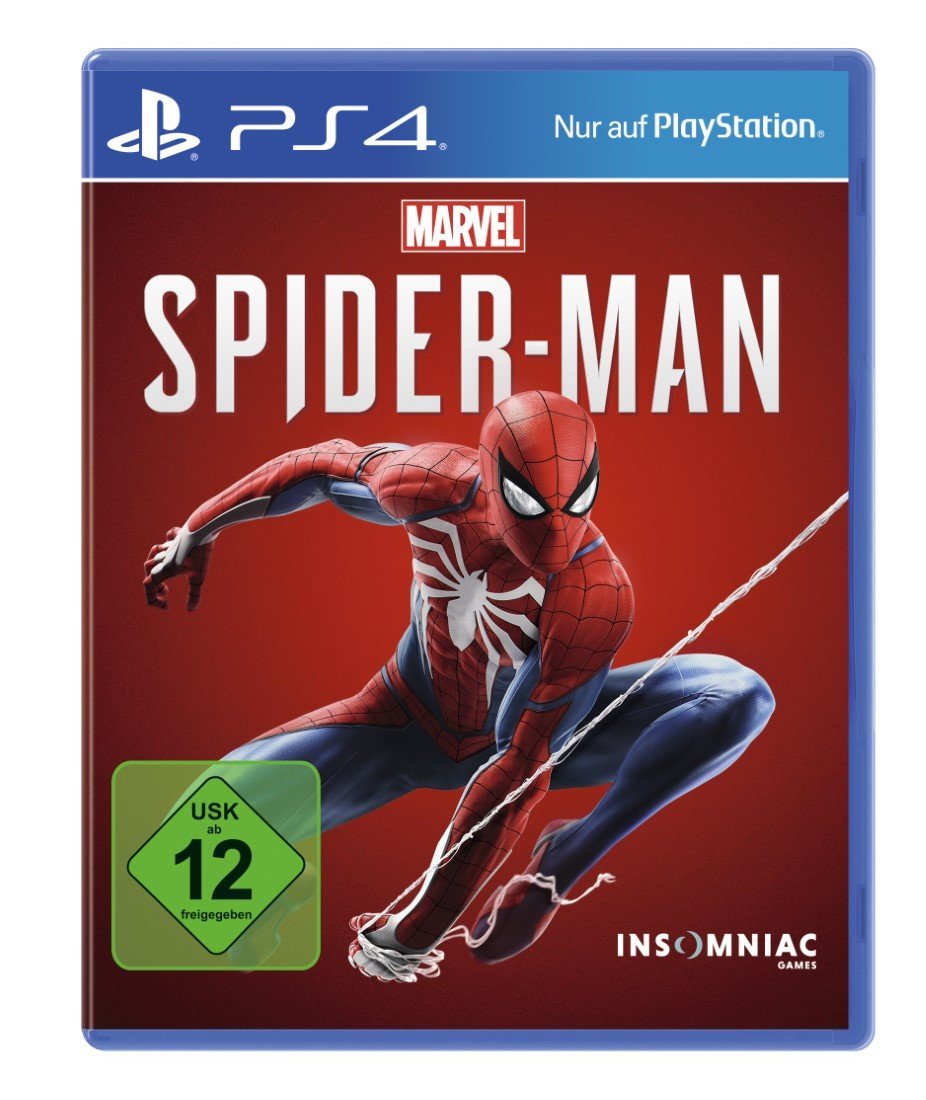 PS4
Nur auf PlayStation
MARVEL
SPIDER-MAN
USK
ab
12
freigegeben
INSOMNIAC
GAMES